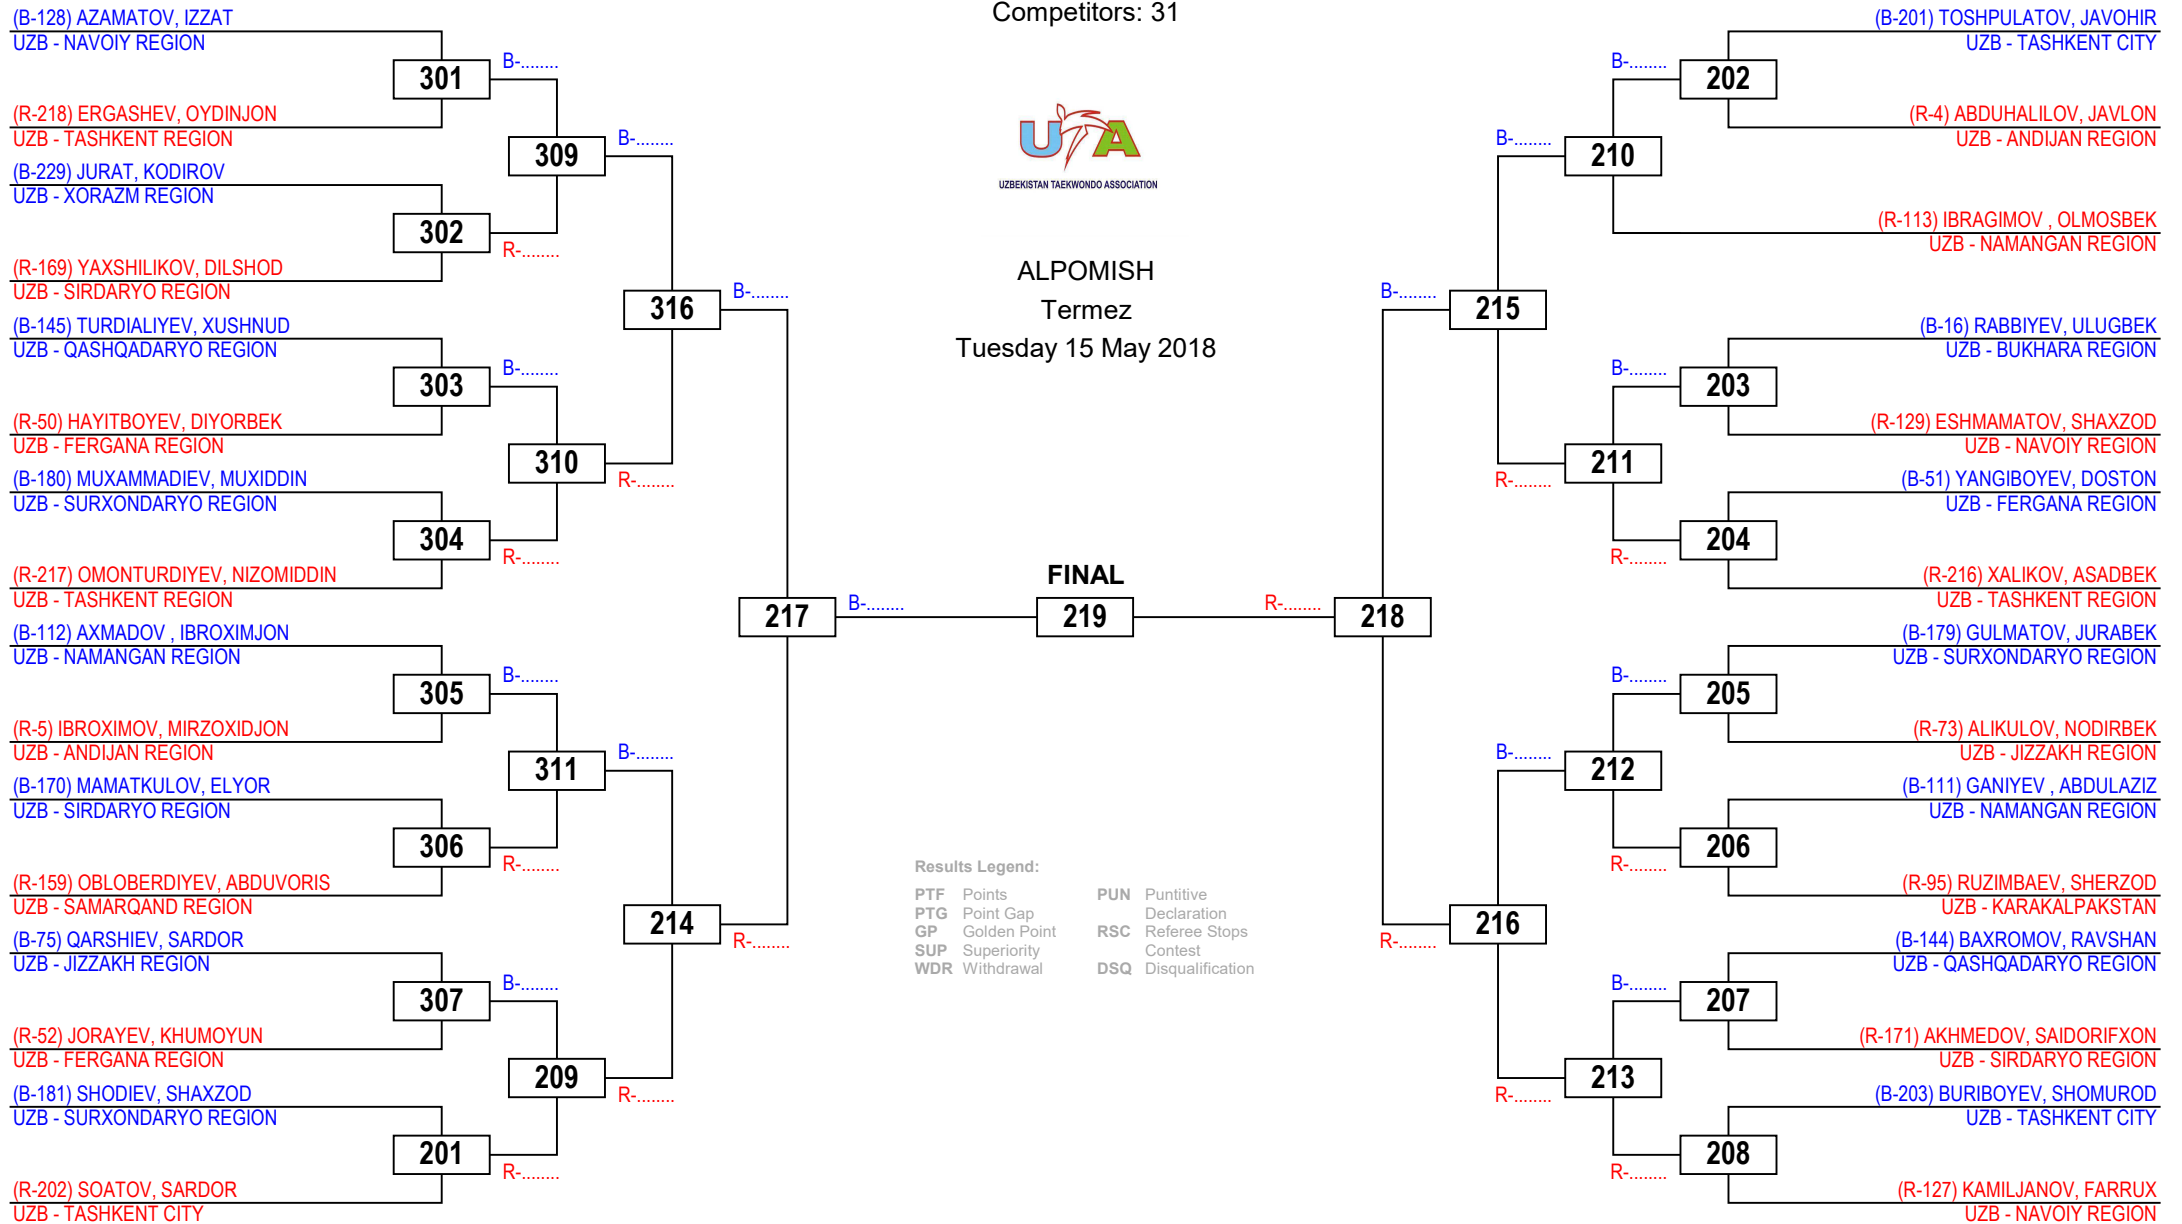 Competitors: 31
(B-128) AZAMATOV, IZZAT
UZB - NAVOIY REGION
301
B-........
(R-218) ERGASHEV, OYDINJON
UZB - TASHKENT REGION
309
B-........
(B-229) JURAT, KODIROV
UZB - XORAZM REGION
302
R-........
(R-169) YAXSHILIKOV, DILSHOD
UZB - SIRDARYO REGION
316
B-........
(B-145) TURDIALIYEV, XUSHNUD
UZB - QASHQADARYO REGION
303
B-........
(R-50) HAYITBOYEV, DIYORBEK
UZB - FERGANA REGION
310
R-........
(B-180) MUXAMMADIEV, MUXIDDIN
UZB - SURXONDARYO REGION
304
R-........
(R-217) OMONTURDIYEV, NIZOMIDDIN
UZB - TASHKENT REGION
217
B-........
(B-112) AXMADOV , IBROXIMJON
UZB - NAMANGAN REGION
305
B-........
(R-5) IBROXIMOV, MIRZOXIDJON
UZB - ANDIJAN REGION
311
B-........
(B-170) MAMATKULOV, ELYOR
UZB - SIRDARYO REGION
306
R-........
(R-159) OBLOBERDIYEV, ABDUVORIS
UZB - SAMARQAND REGION
214
R-........
(B-75) QARSHIEV, SARDOR
UZB - JIZZAKH REGION
307
B-........
(R-52) JORAYEV, KHUMOYUN
UZB - FERGANA REGION
209
R-........
(B-181) SHODIEV, SHAXZOD
UZB - SURXONDARYO REGION
201
R-........
(R-202) SOATOV, SARDOR
UZB - TASHKENT CITY
UTA
UZBEKISTAN TAEKWONDO ASSOCIATION
ALPOMISH
Termez
Tuesday 15 May 2018
FINAL
219
Results Legend:
PTF Points
PTG Point Gap
GP Golden Point
SUP Superiority
WDR Withdrawal
PUN Puntitive
Declaration
RSC Referee Stops
Contest
DSQ Disqualification
(B-201) TOSHPULATOV, JAVOHIR
UZB - TASHKENT CITY
B-........
202
(R-4) ABDUHALILOV, JAVLON
UZB - ANDIJAN REGION
B-........
210
(R-113) IBRAGIMOV , OLMOSBEK
UZB - NAMANGAN REGION
B-........
215
(B-16) RABBIYEV, ULUGBEK
UZB - BUKHARA REGION
B-........
203
(R-129) ESHMAMATOV, SHAXZOD
UZB - NAVOIY REGION
R-........
211
(B-51) YANGIBOYEV, DOSTON
UZB - FERGANA REGION
R-........
204
(R-216) XALIKOV, ASADBEK
UZB - TASHKENT REGION
R-........
218
(B-179) GULMATOV, JURABEK
UZB - SURXONDARYO REGION
B-........
205
(R-73) ALIKULOV, NODIRBEK
UZB - JIZZAKH REGION
B-........
212
(B-111) GANIYEV , ABDULAZIZ
UZB - NAMANGAN REGION
R-........
206
(R-95) RUZIMBAEV, SHERZOD
UZB - KARAKALPAKSTAN
R-........
216
(B-144) BAXROMOV, RAVSHAN
UZB - QASHQADARYO REGION
B-........
207
(R-171) AKHMEDOV, SAIDORIFXON
UZB - SIRDARYO REGION
R-........
213
(B-203) BURIBOYEV, SHOMUROD
UZB - TASHKENT CITY
R-........
208
(R-127) KAMILJANOV, FARRUX
UZB - NAVOIY REGION